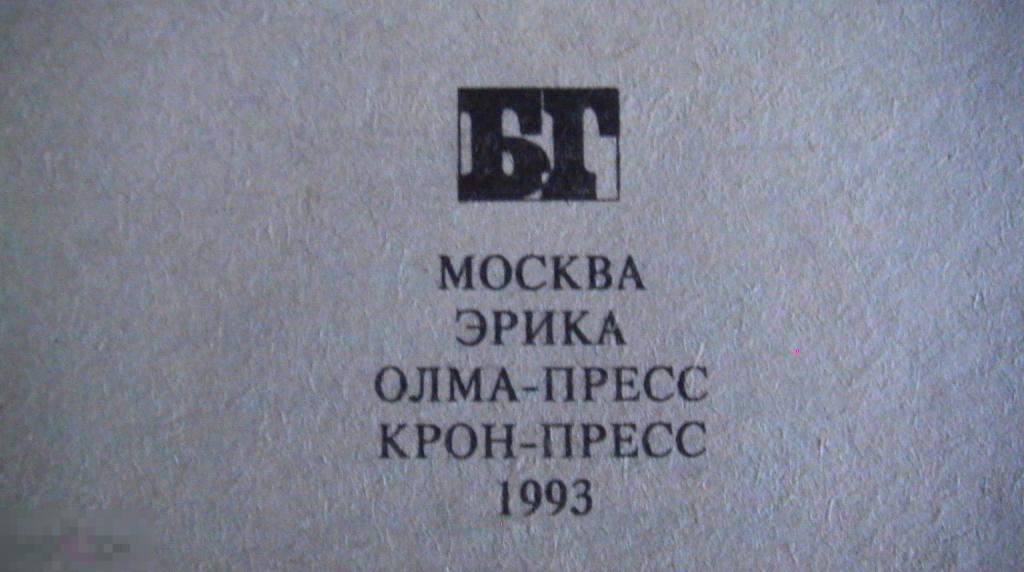 БГ
МОСКВА
ЭРИКА
ОЛМА-ПРЕСС
КРОН-ПРЕСС
1993